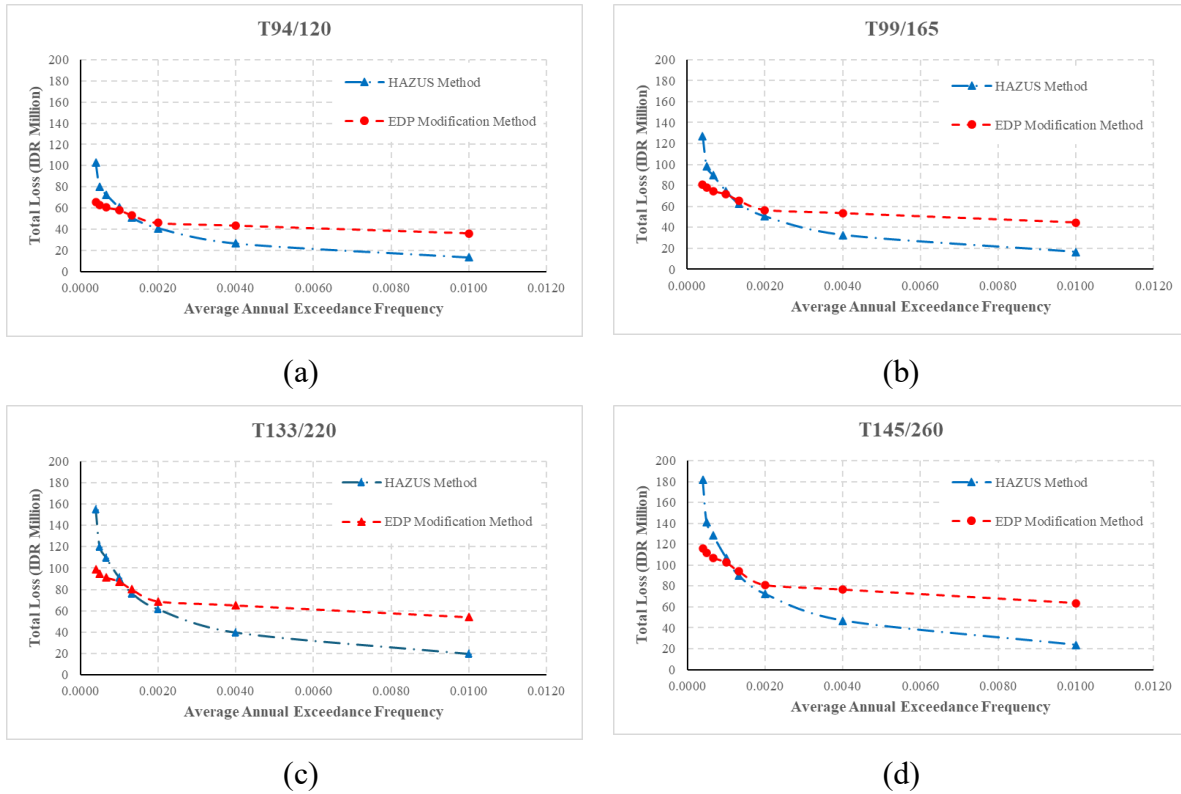 T94/120
Total Loss (IDR Million)
200
180
160
140
120
100
80
60
40
20
0
HAZUS Method
EDP Modification Method
0.0000 0.0020 0.0040 0.0060 0.0080 0.0100 0.0120
Average Annual Exceedance Frequency
(a)
T99/165
Total Loss (IDR Million)
200
180
160
140
120
100
80
60
40
20
0
HAZUS Method
EDP Modification Method
0.0000 0.0020 0.0040 0.0060 0.0080 0.0100 0.0120
Average Annual Exceedance Frequency
(b)
T133/220
Total Loss (IDR Million)
200
180
160
140
120
100
80
60
40
20
0
HAZUS Method
EDP Modification Method
0.0000 0.0020 0.0040 0.0060 0.0080 0.0100 0.0120
Average Annual Exceedance Frequency
(c)
T145/260
Total Loss (IDR Million)
200
180
160
140
120
100
80
60
40
20
0
HAZUS Method
EDP Modification Method
0.0000 0.0020 0.0040 0.0060 0.0080 0.0100 0.0120
Average Annual Exceedance Frequency
(d)